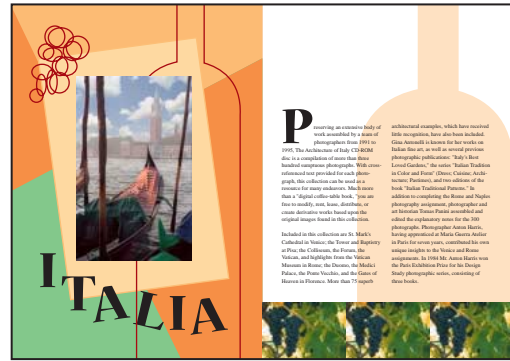 ITALIA
Preserving an extensive body of
work assembled by a team of
photographers from 1991 to
1995, The Architecture of Italy CD-ROM
disc is a compilation of more than three
hundred sumptuous photographs. With cross-
referenced text provided for each photo-
graph, this collection can be used as a
resource for many endeavors. Much more
than a "digital coffee-table book, "you are
free to modify, rent, lease, distribute, or
create derivative works based upon the
original images found in this collection.
Included in this collection are St. Mark's
Cathedral in Venice; the Tower and Baptistry
at Pisa; the Colliseum, the Forum, the
Vatican, and highlights from the Vatican
Museum in Rome; the Duomo, the Medici
Palace, the Ponte Vecchio, and the Gates of
Heaven in Florence. More than 75 superb
architectural examples, which have received
little recognition, have also been included.
Gina Antonelli is known for her works on
Italian fine art, as well as several previous
photographic publications: "Italy's Best
Loved Gardens," the series "Italian Tradition
in Color and Form" (Dress; Cuisine; Archi-
tecture; Pastimes), and two editions of the
book "Italian Traditional Patterns." In
addition to completing the Rome and Naples
photography assignment, photographer and
art historian Tomas Panini assembled and
edited the explanatory notes for the 300
photographs. Photographer Anton Harris,
having apprenticed at Maria Guerra Atelier
in Paris for seven years, contributed his own
unique insights to the Venice and Rome
assignments. In 1984 Mr. Anton Harris won
the Paris Exhibition Prize for his Design
Study photographic series, consisting of
three books.